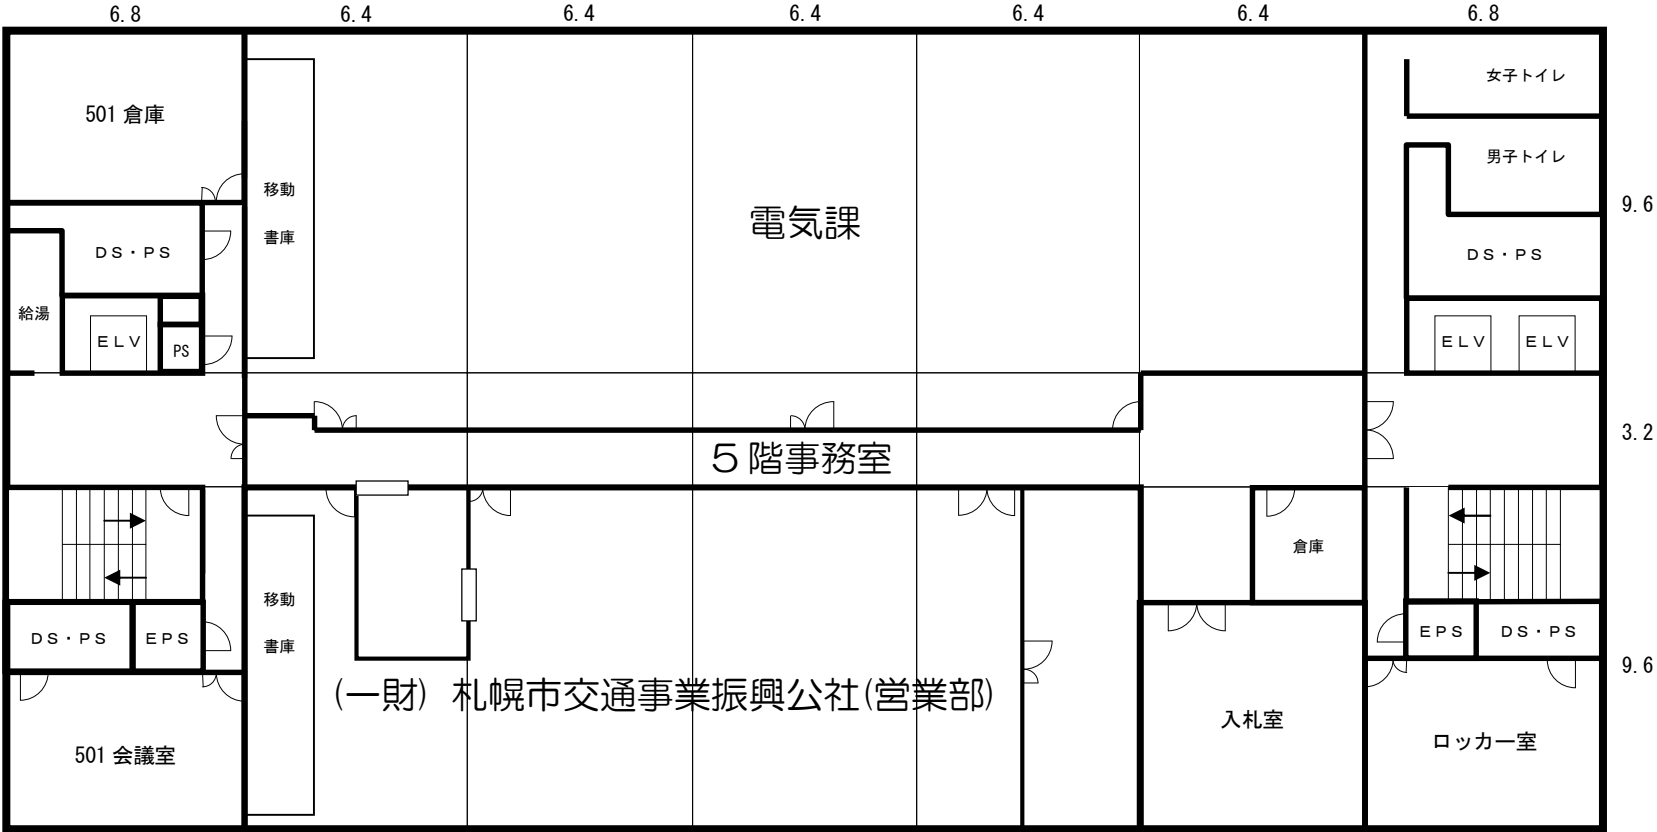 6.8 6.4 6.4 6.4 6.4 6.4 6.8
女子トイレ
501 倉庫
男子トイレ
移動
書庫
9.6
電気課
DS・PS
DS・PS
給湯
ELV
PS
ELV
ELV
3.2
5階事務室
倉庫
移動
書庫
DS・PS
EPS
EPS
DS・PS
9.6
(一財) 札幌市交通事業振興公社(営業部)
入札室
501 会議室
ロッカー室